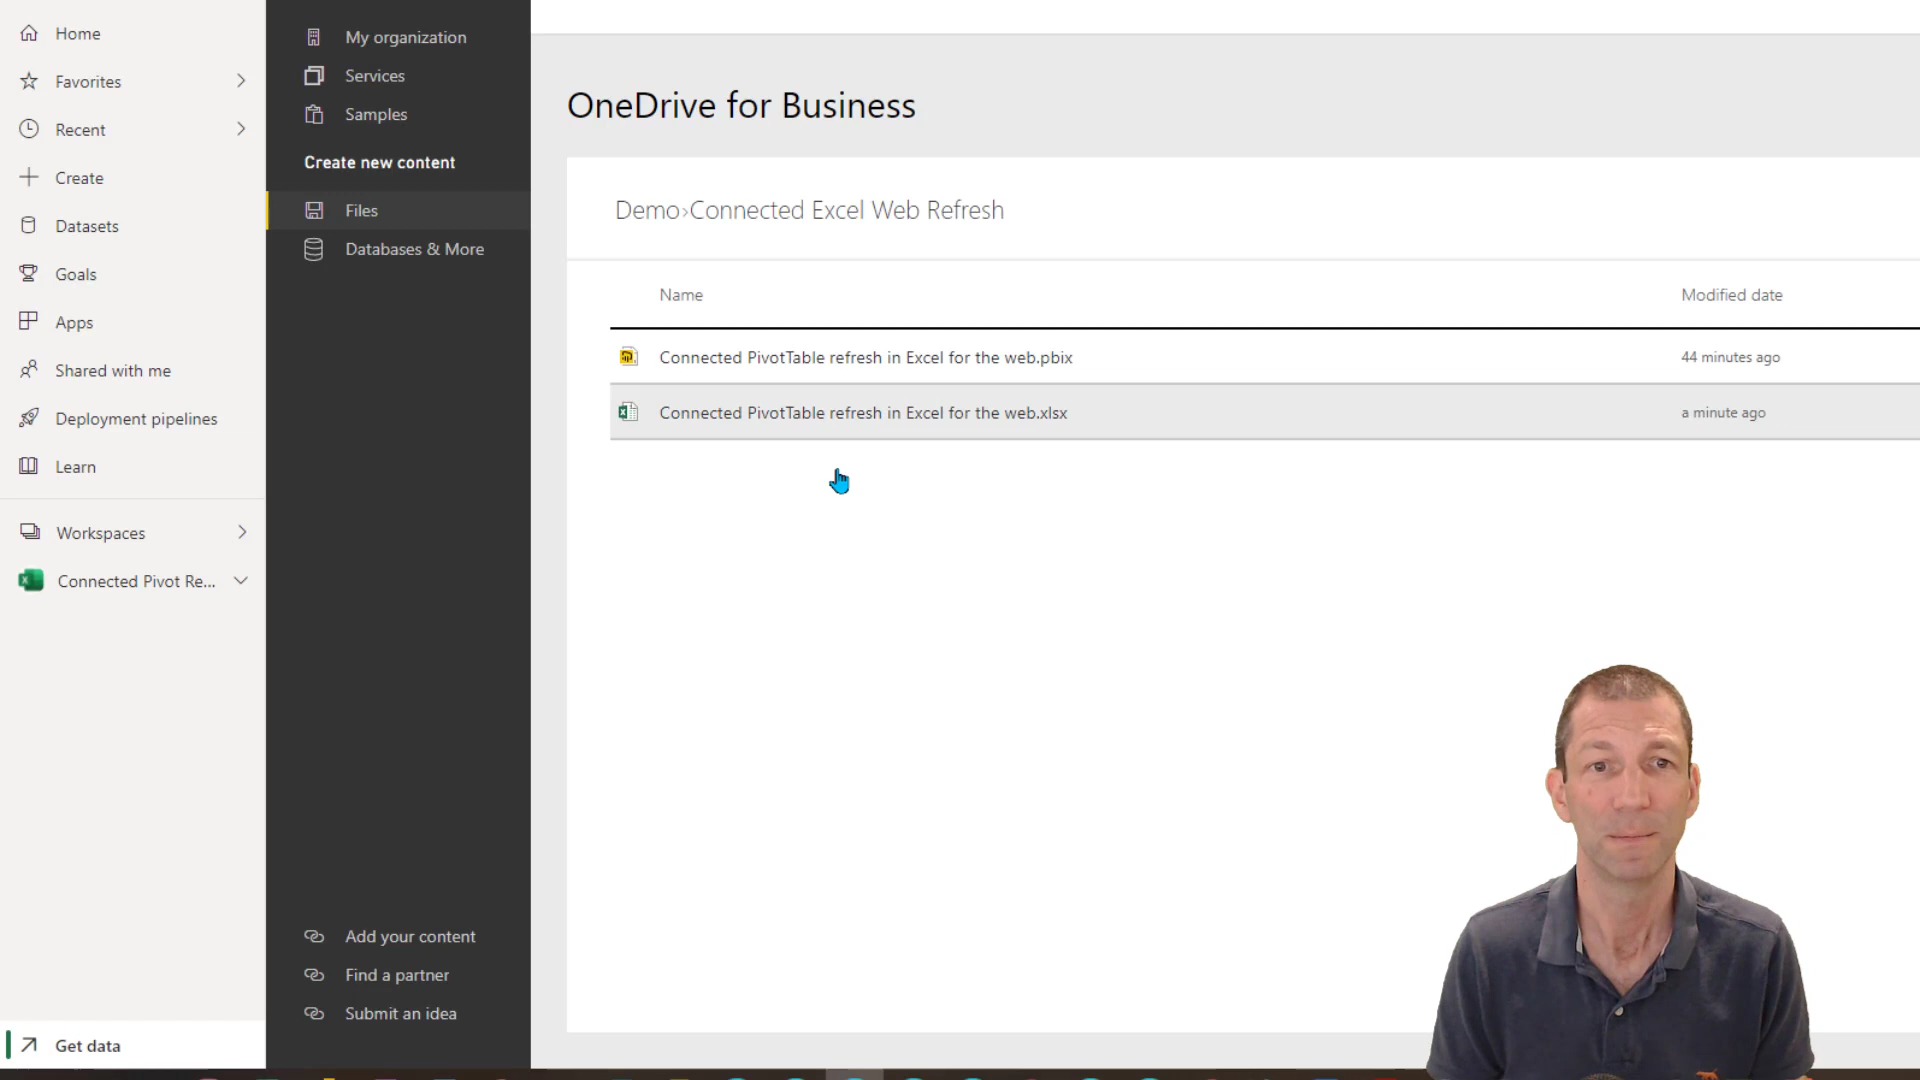 Home
Favorites
Recent
Create
Datasets
Goals
Apps
Shared with me
Deployment pipelines
Learn
Workspaces
Connected Pivot Re...
Get data
My organization
Services
Samples
Create new content
Files
Databases & More
Add your content
Find a partner
Submit an idea
OneDrive for Business
Demo›Connected Excel Web Refresh
Name Modified date
Connected PivotTable refresh in Excel for the web.pbix 44 minutes ago
Connected PivotTable refresh in Excel for the web.xlsx a minute ago